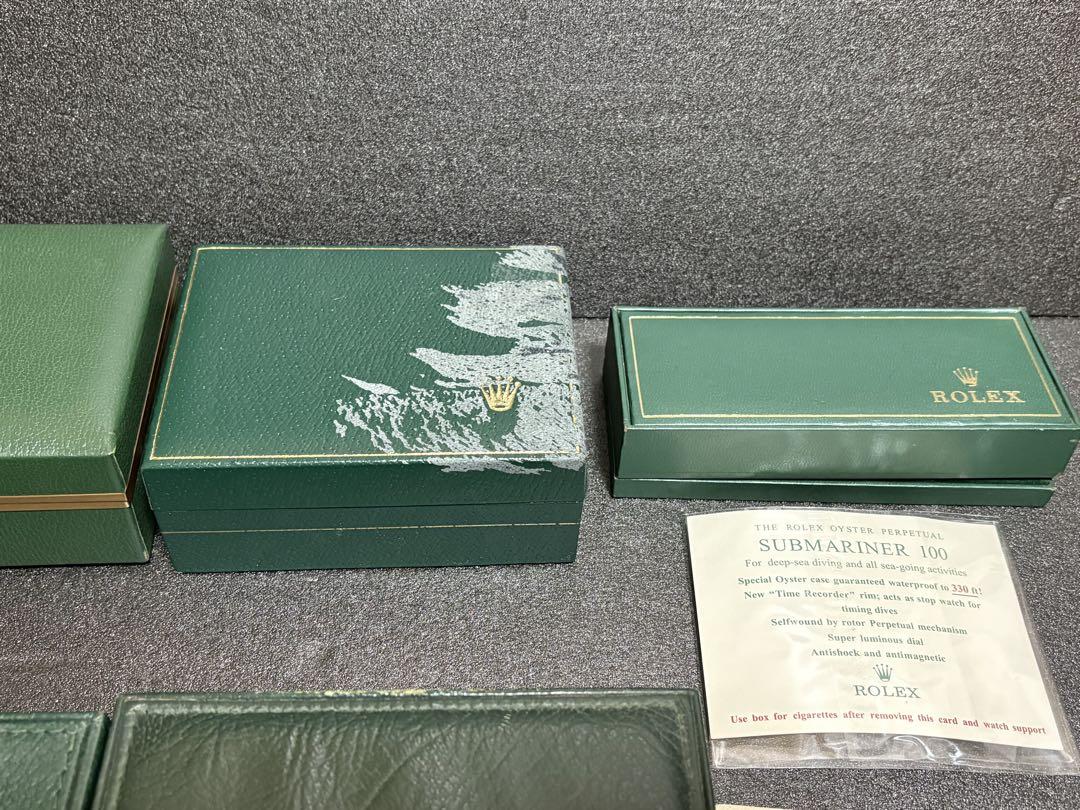 ROLEX
THE ROLEX OYSTER PERPETUAL
SUBMARINER 100
For deep-sea diving and all sea-going activities
Special Oyster case guaranteed waterproof to 330 ft!
New “Time Recorder” rim; acts as stop watch for
timing dives
Selfwound by rotor Perpetual mechanism
Super luminous dial
Antishock and antimagnetic
ROLEX
Use box for cigarettes after removing this card and watch support